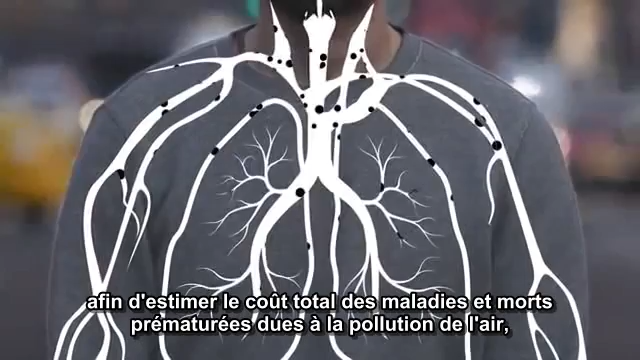 afin d'estimer le coût total des maladies et morts
prématurées dues à la pollution de l'air,